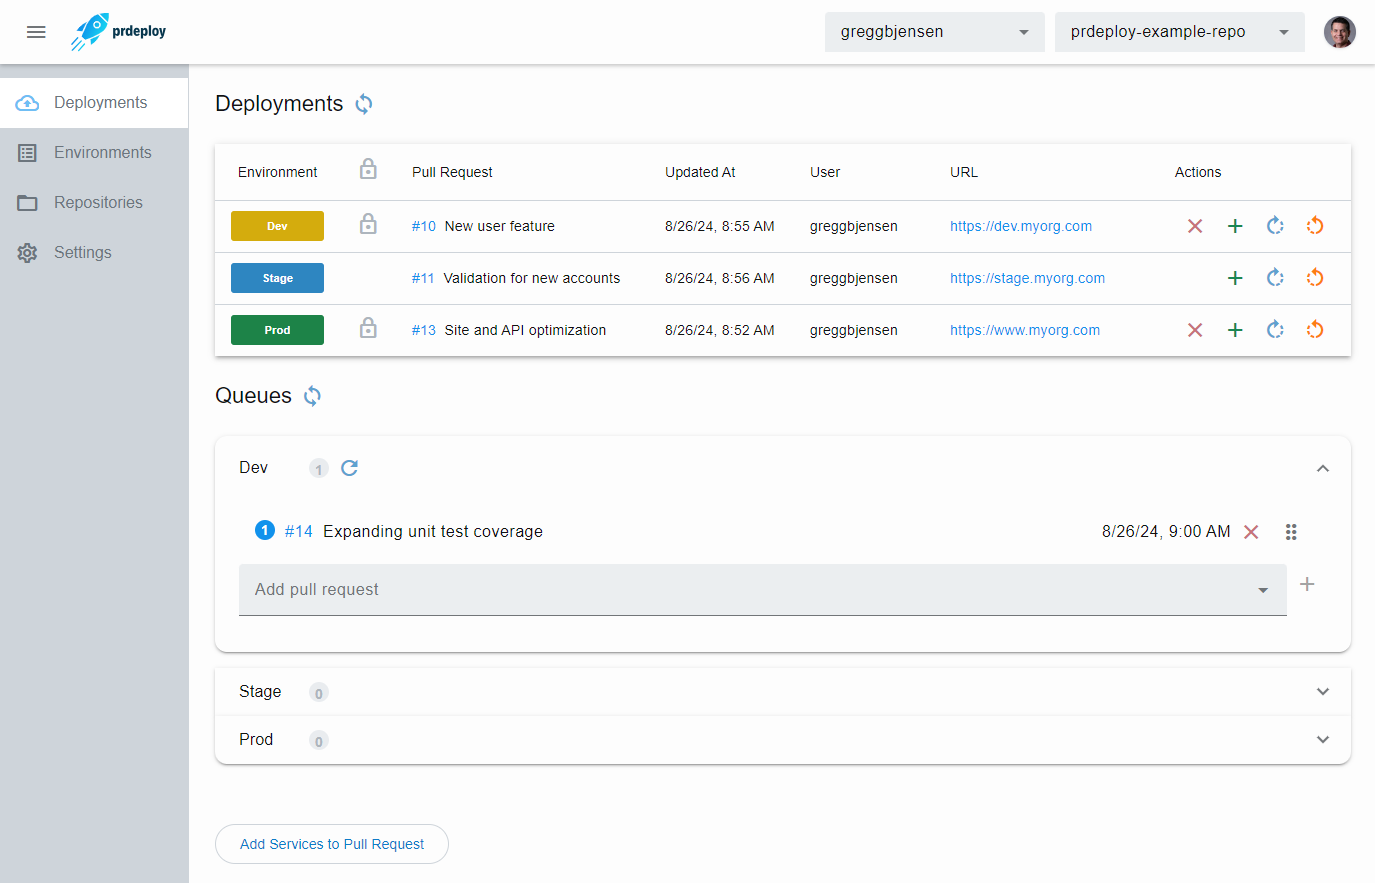 prdeploy
greggbjensen
prdeploy-example-repo
Deployments
Environments
Repositories
Settings
Deployments
Environment Pull Request Updated At User URL Actions
Dev #10 New user feature 8/26/24, 8:55 AM greggbjensen https://dev.myorg.com
Stage #11 Validation for new accounts 8/26/24, 8:56 AM greggbjensen https://stage.myorg.com
Prod #13 Site and API optimization 8/26/24, 8:52 AM greggbjensen https://www.myorg.com
Queues
Dev 1
1 #14 Expanding unit test coverage 8/26/24, 9:00 AM
Add pull request
Stage 0
Prod 0
Add Services to Pull Request